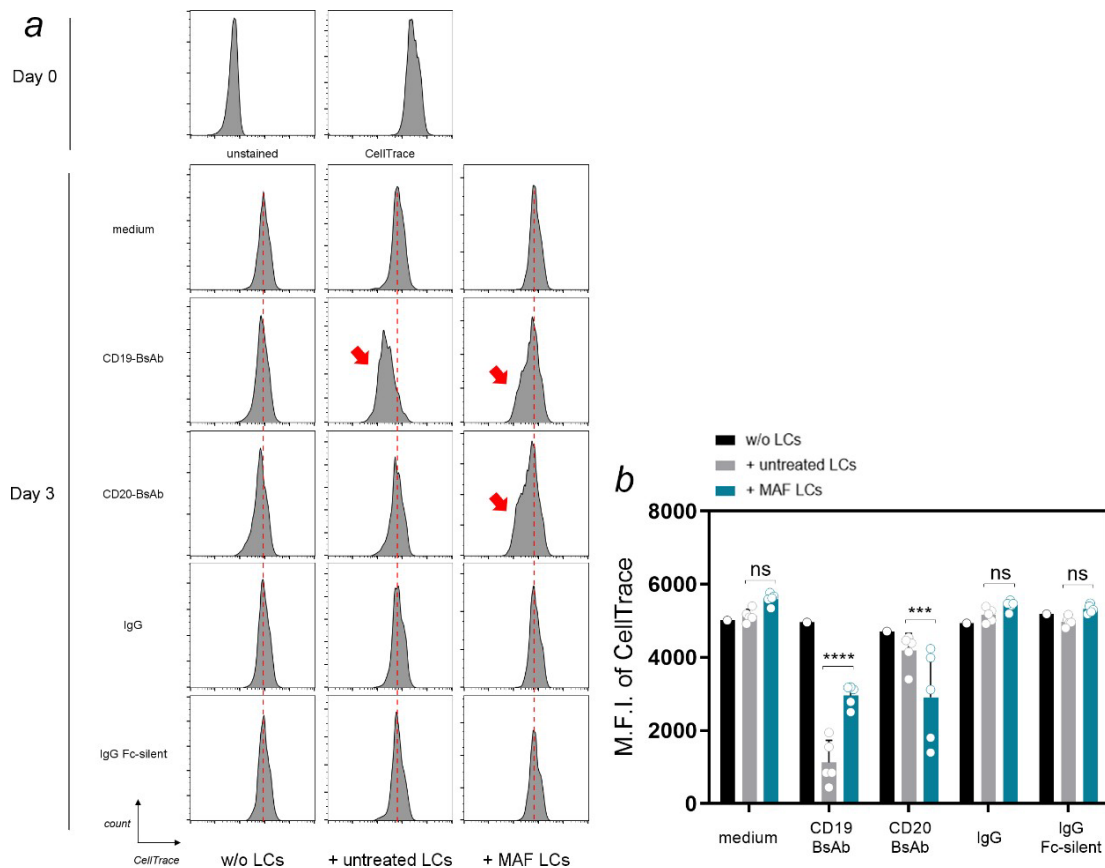 a
Day 0
unstained
CellTrace
Day 3
medium
CD19-BsAb
CD20-BsAb
IgG
IgG Fc-silent
count
CellTrace
w/o LCs
+ untreated LCs
+ MAF LCs
b
w/o LCs
+ untreated LCs
+ MAF LCs
M.F.I. of CellTrace
8000
6000
4000
2000
0
ns
****
***
ns
ns
medium
CD19
BsAb
CD20
BsAb
IgG
IgG
Fc-silent